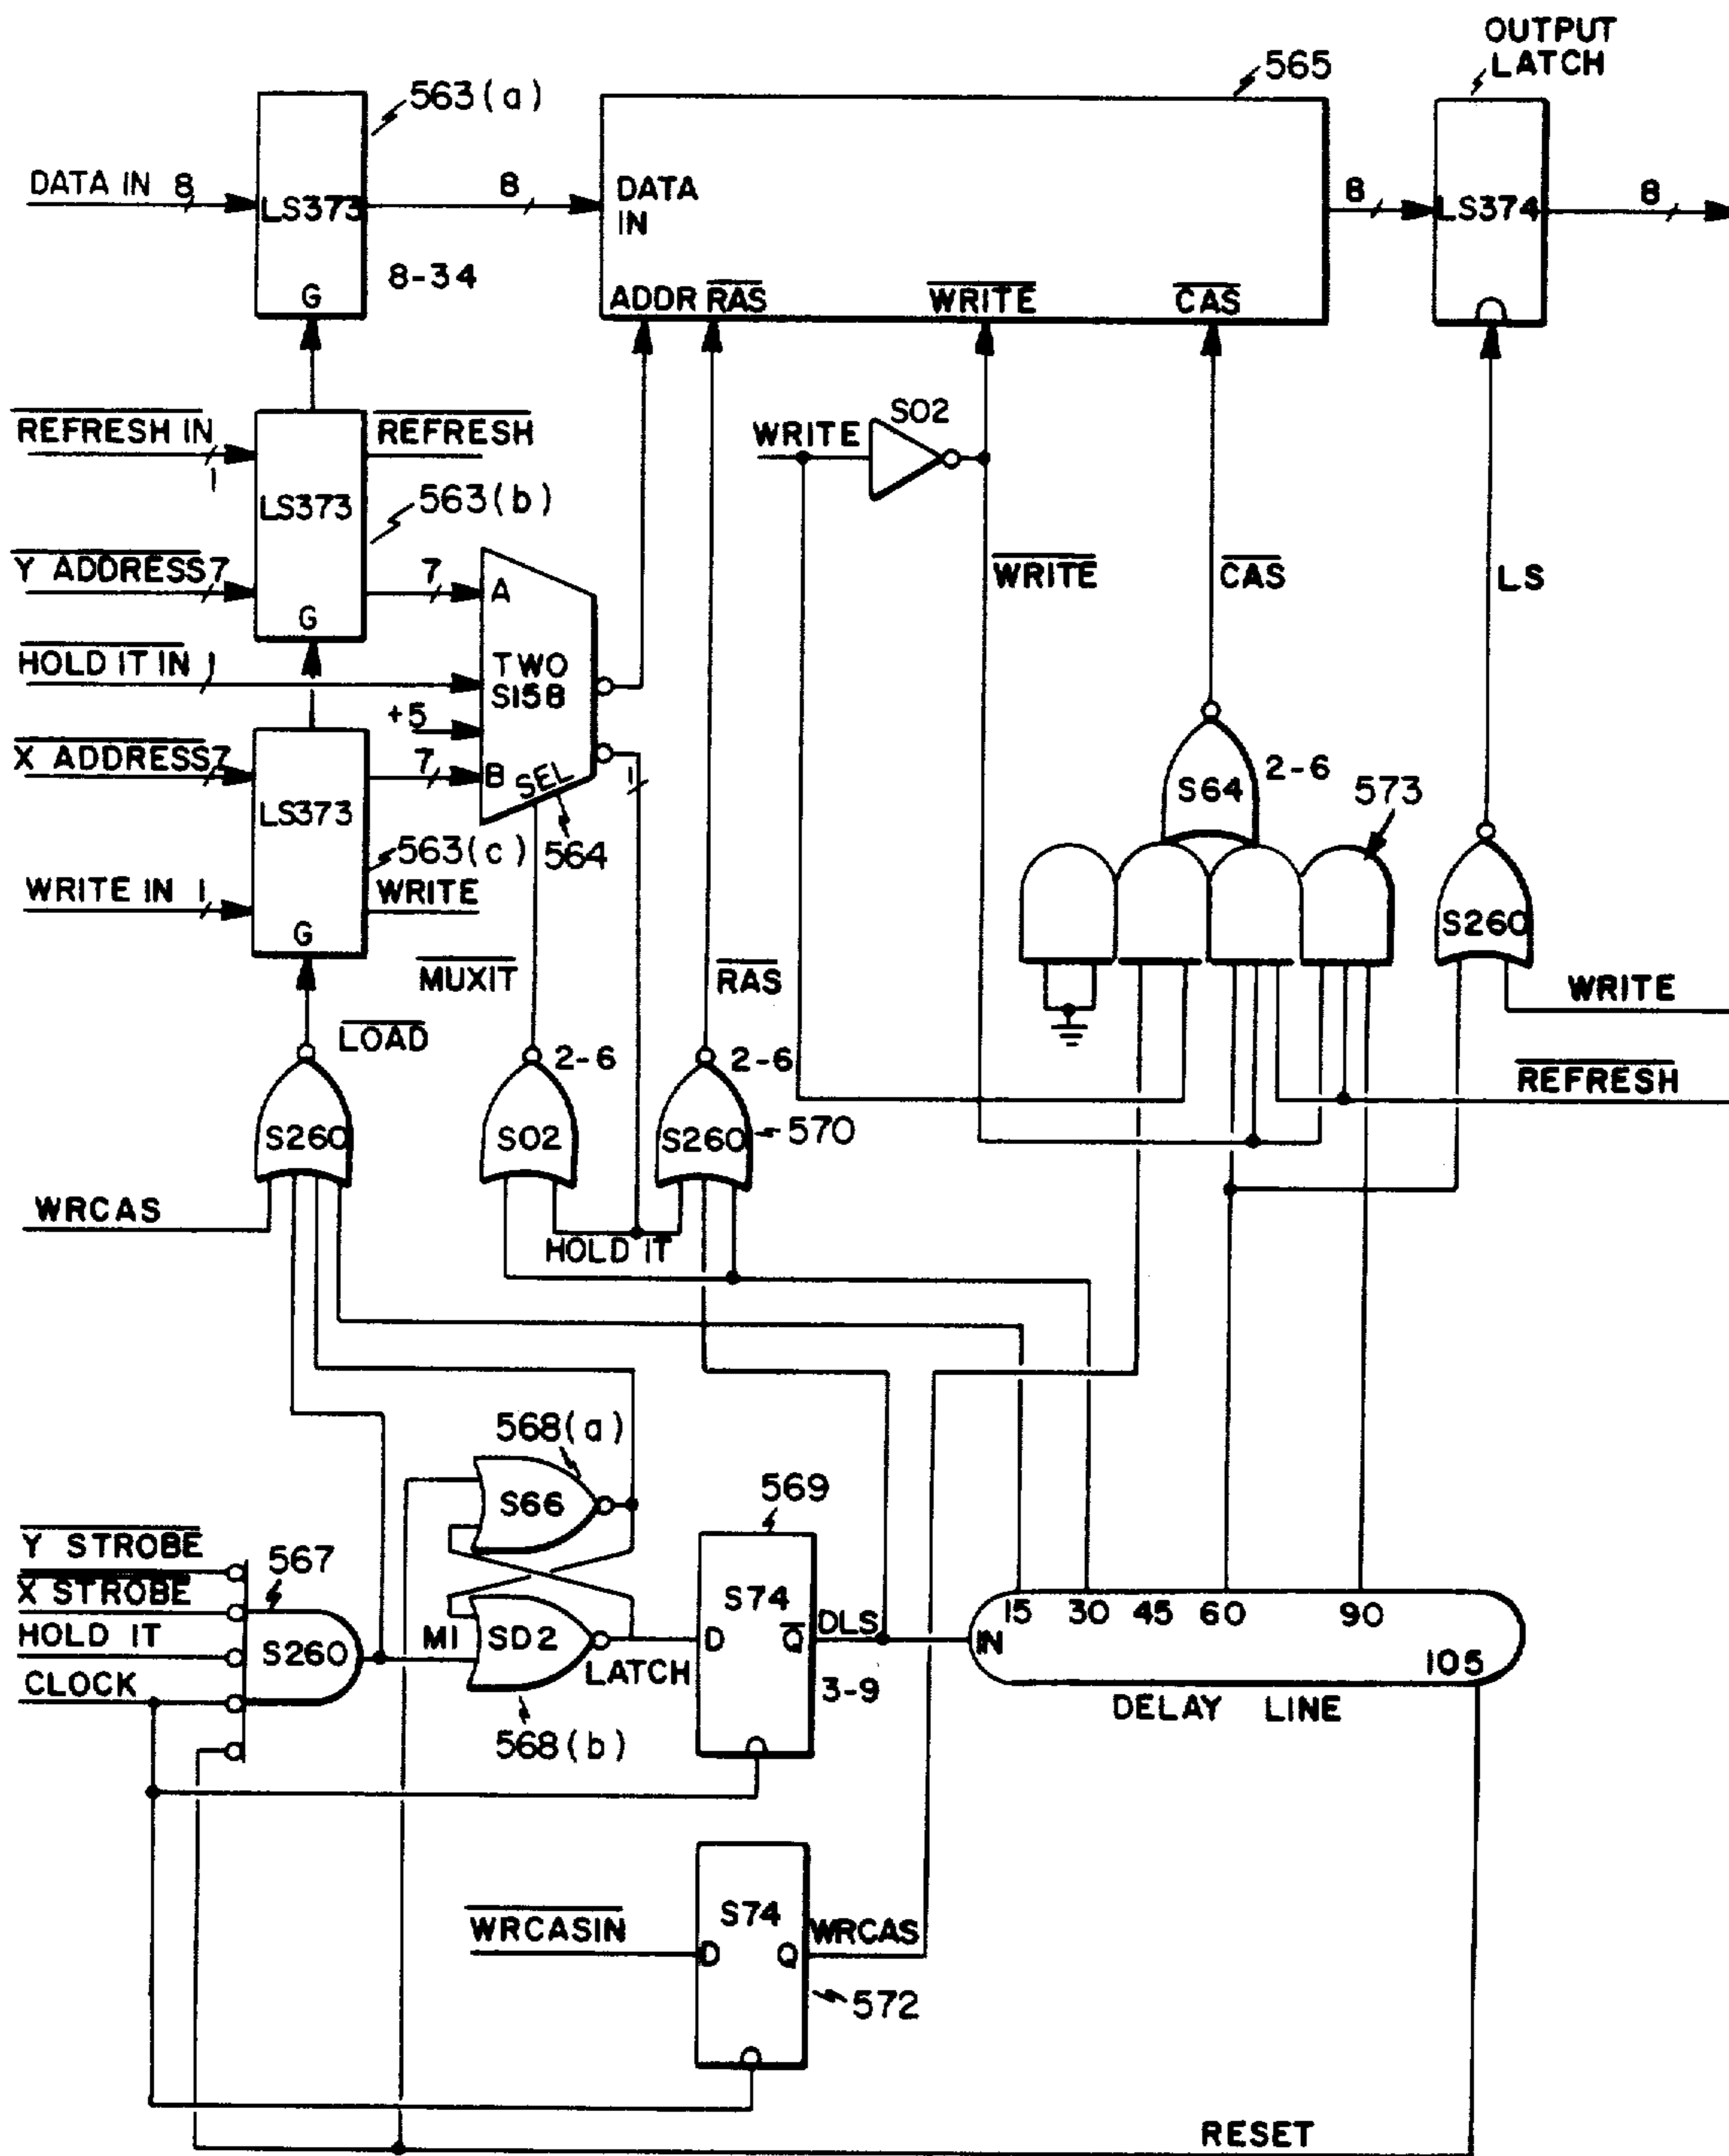 OUTPUT
LATCH
563(a)
565
DATA IN 8
LS373
8
DATA
IN
8
LS374
8
8-34
G
ADDR
RAS
WRITE
CAS
REFRESH IN
1
REFRESH
LS373
563(b)
WRITE
S02
Y ADDRESS 7
7
A
G
WRITE
CAS
LS
HOLD IT IN 1
TWO
S158
+5
X ADDRESS 7
7
B
SEL
1
LS373
S64
2-6
573
563(c)
564
WRITE IN 1
WRITE
G
S260
MUXIT
RAS
WRITE
LOAD
2-6
2-6
REFRESH
S260
S02
S260
570
WRCAS
HOLD IT
568(a)
S66
569
Y STROBE
567
X STROBE
S74
15 30 45 60 90
HOLD IT
S260
M1
SD2
D
Q
DLS
IN
CLOCK
LATCH
3-9
105
568(b)
DELAY LINE
WRCASIN
S74
D
Q
WRCAS
572
RESET